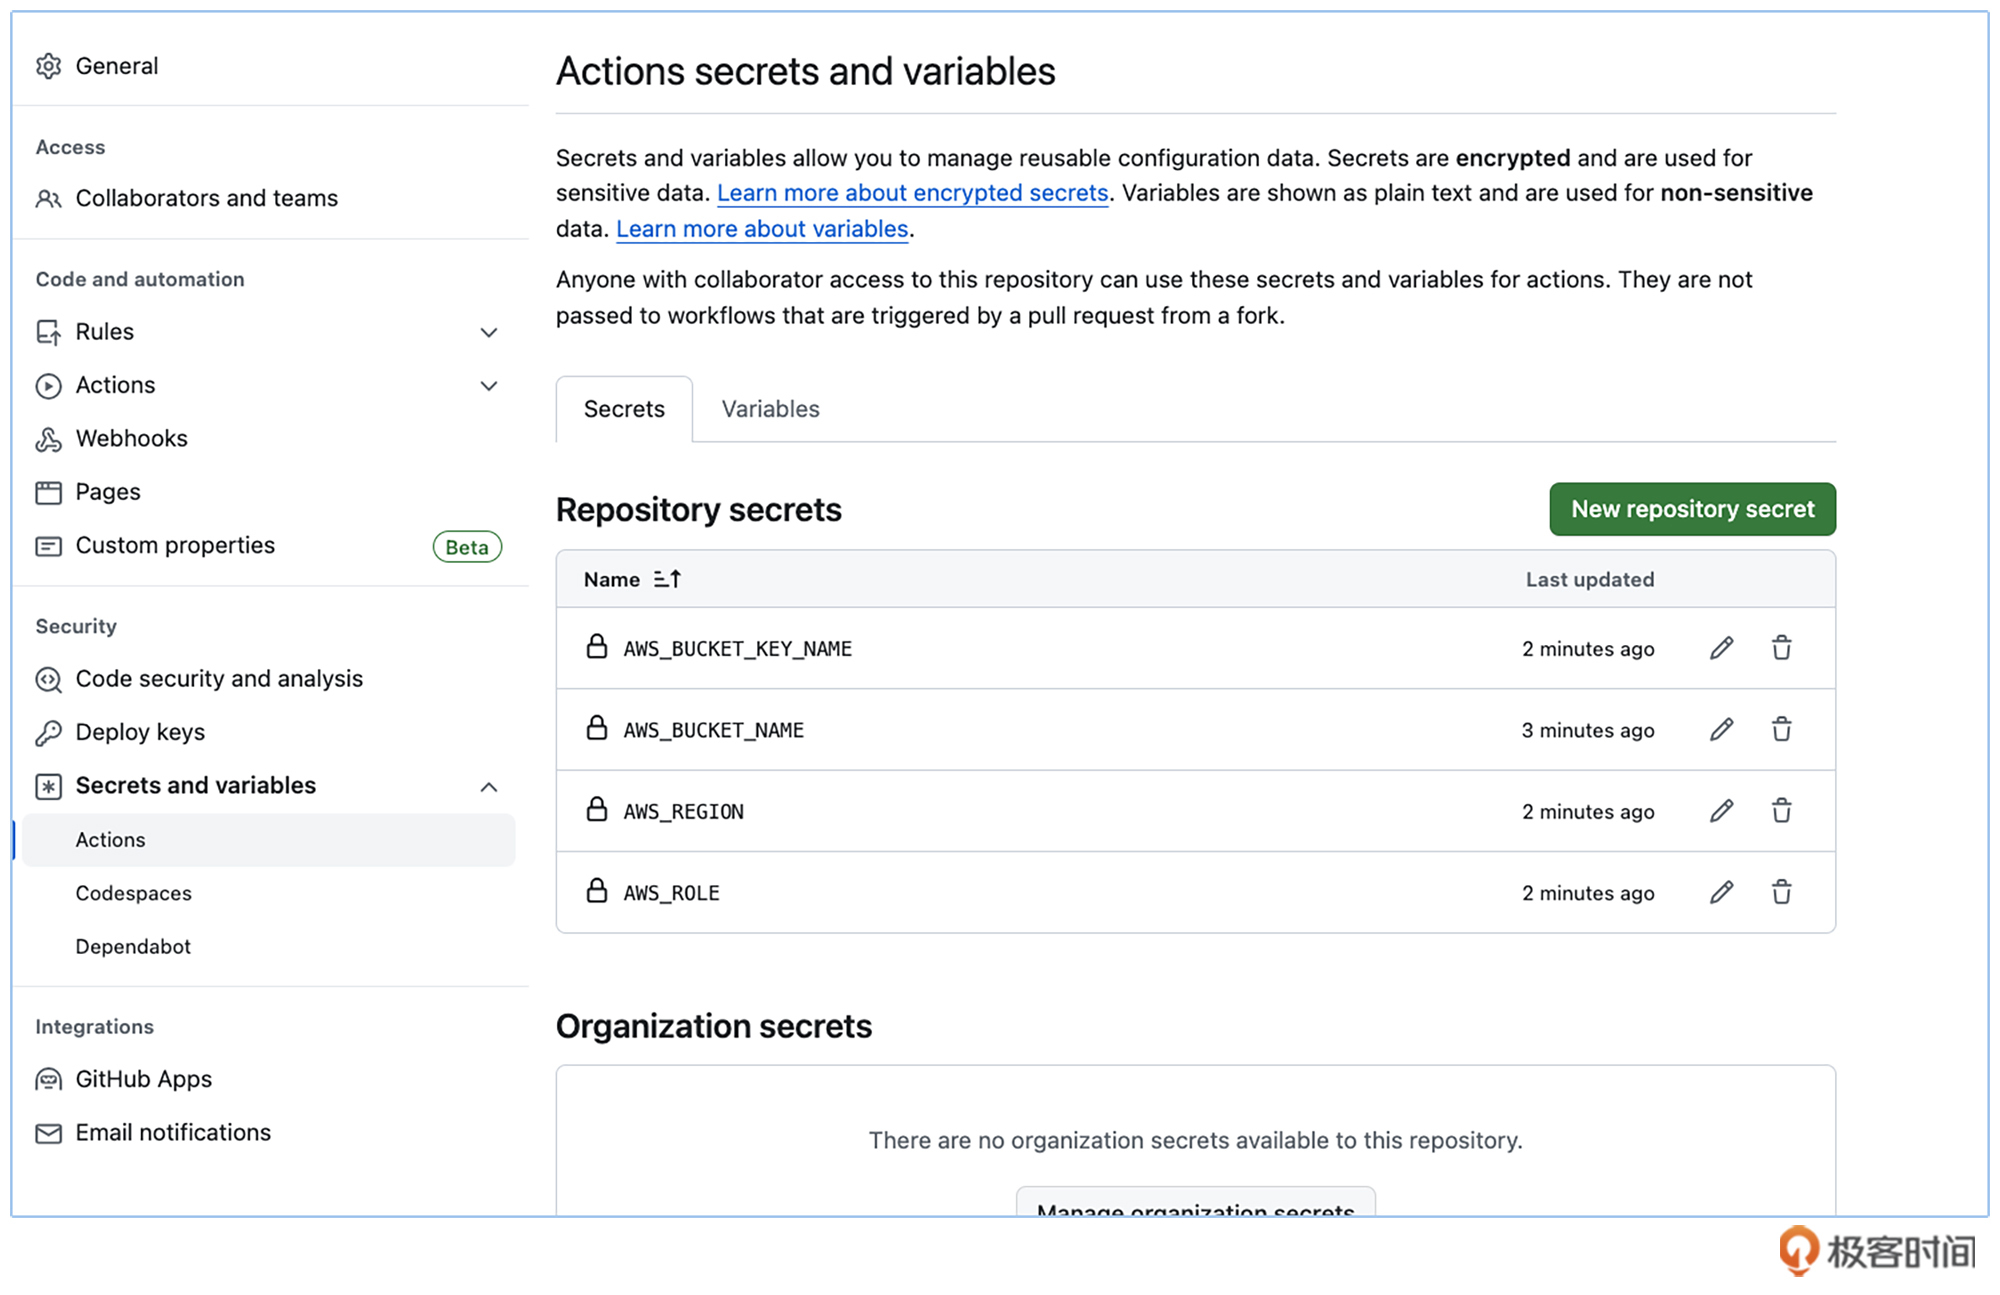 General
Access
Collaborators and teams
Code and automation
Rules
Actions
Webhooks
Pages
Custom properties
Beta
Security
Code security and analysis
Deploy keys
Secrets and variables
Actions
Codespaces
Dependabot
Integrations
GitHub Apps
Email notifications
Actions secrets and variables
Secrets and variables allow you to manage reusable configuration data. Secrets are encrypted and are used for
sensitive data. Learn more about encrypted secrets. Variables are shown as plain text and are used for non-sensitive
data. Learn more about variables.
Anyone with collaborator access to this repository can use these secrets and variables for actions. They are not
passed to workflows that are triggered by a pull request from a fork.
Secrets
Variables
Repository secrets
New repository secret
Name
Last updated
AWS_BUCKET_KEY_NAME
2 minutes ago
AWS_BUCKET_NAME
3 minutes ago
AWS_REGION
2 minutes ago
AWS_ROLE
2 minutes ago
Organization secrets
There are no organization secrets available to this repository.
Manage organization secrets
极客时间